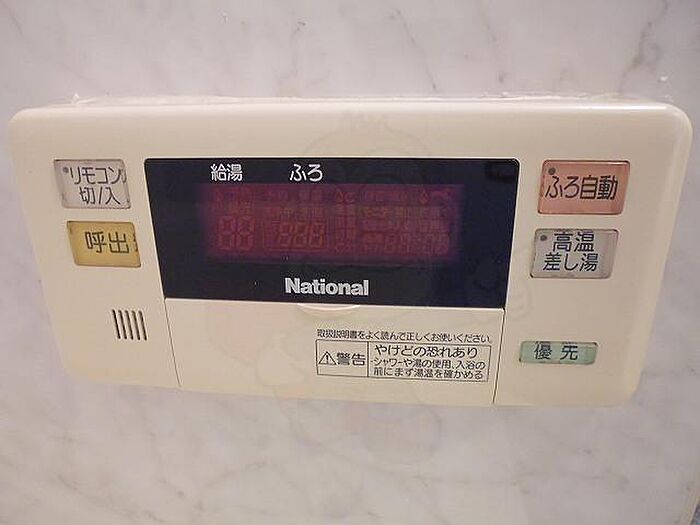 給湯 ふろ
リモコン
切/入
呼出
National
ふろ自動
高温
差し湯
優先
取扱説明書をよく読んで正しくお使いください。
警告
やけどの恐れあり
・シャワーや湯の使用、入浴の
前にまず湯温を確かめる